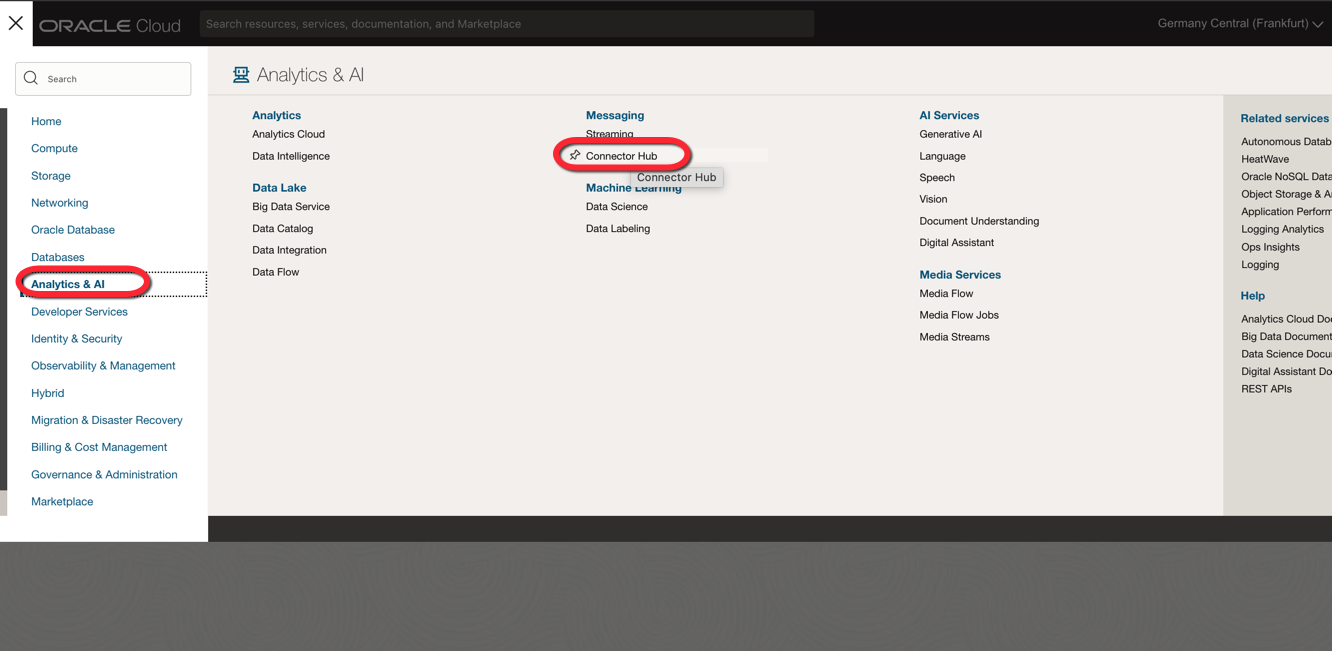 ORACLE Cloud
Search resources, services, documentation, and Marketplace
Germany Central (Frankfurt)
Search
Home
Compute
Storage
Networking
Oracle Database
Databases
Analytics & AI
Developer Services
Identity & Security
Observability & Management
Hybrid
Migration & Disaster Recovery
Billing & Cost Management
Governance & Administration
Marketplace
Analytics & AI
Analytics
Analytics Cloud
Data Intelligence
Data Lake
Big Data Service
Data Catalog
Data Integration
Data Flow
Messaging
Streaming
Connector Hub
Connector Hub
Machine Learning
Data Science
Data Labeling
AI Services
Generative AI
Language
Speech
Vision
Document Understanding
Digital Assistant
Media Services
Media Flow
Media Flow Jobs
Media Streams
Related services
Autonomous Datab
HeatWave
Oracle NoSQL Data
Object Storage & A
Application Perform
Logging Analytics
Ops Insights
Logging
Help
Analytics Cloud Do
Big Data Document
Data Science Docu
Digital Assistant Do
REST APIs